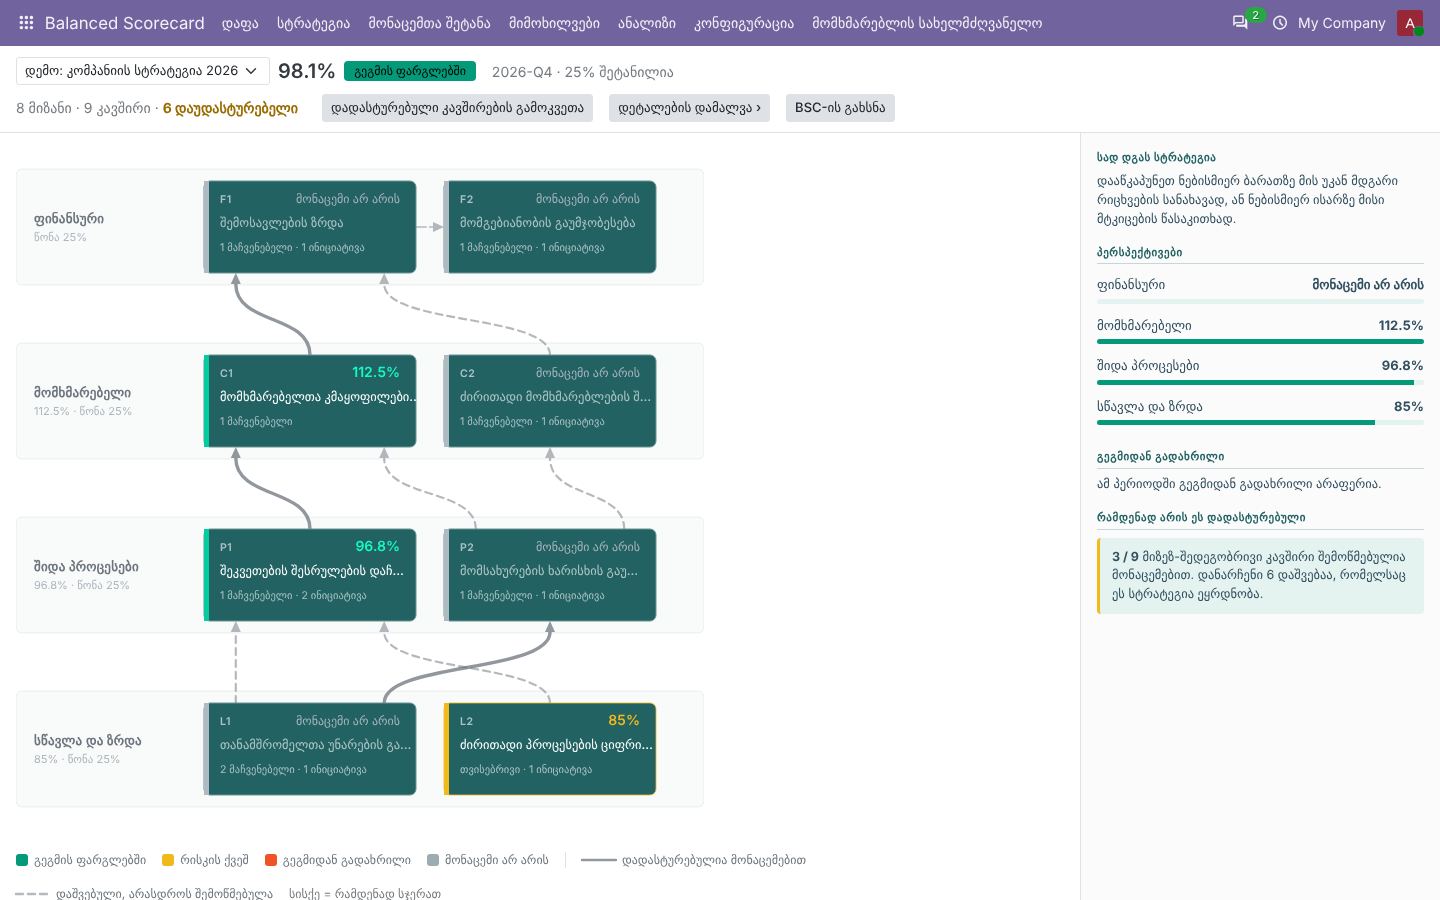 Balanced Scorecard დაფა სტრატეგია მონაცემთა შეტანა მიმოხილვები ანალიზი კონფიგურაცია მომხმარებლის სახელმძღვანელო 2 My Company A
დემო: კომპანიის სტრატეგია 2026 98.1% გეგმის ფარგლებში 2026-Q4 · 25% შეტანილია
8 მიზანი · 9 კავშირი · 6 დაუდასტურებელი დადასტურებული კავშირების გამოკვეთა დეტალების დამალვა › BSC-ის გახსნა
ფინანსური
წონა 25%
F1 მონაცემი არ არის
შემოსავლების ზრდა
1 მაჩვენებელი · 1 ინიციატივა
F2 მონაცემი არ არის
მომგებიანობის გაუმჯობესება
1 მაჩვენებელი · 1 ინიციატივა
მომხმარებელი
112.5% · წონა 25%
C1 112.5%
მომხმარებელთა კმაყოფილები…
1 მაჩვენებელი
C2 მონაცემი არ არის
ძირითადი მომხმარებლების შ…
1 მაჩვენებელი · 1 ინიციატივა
შიდა პროცესები
96.8% · წონა 25%
P1 96.8%
შეკვეთების შესრულების დაჩ…
1 მაჩვენებელი · 2 ინიციატივა
P2 მონაცემი არ არის
მომსახურების ხარისხის გაუ…
1 მაჩვენებელი · 1 ინიციატივა
სწავლა და ზრდა
85% · წონა 25%
L1 მონაცემი არ არის
თანამშრომელთა უნარების გა…
2 მაჩვენებელი · 1 ინიციატივა
L2 85%
ძირითადი პროცესების ციფრი…
თვისებრივი · 1 ინიციატივა
გეგმის ფარგლებში რისკის ქვეშ გეგმიდან გადახრილი მონაცემი არ არის დადასტურებულია მონაცემებით
დაშვებული, არასდროს შემოწმებულა სისქე = რამდენად სჯერათ
სად დგას სტრატეგია
დააწკაპუნეთ ნებისმიერ ბარათზე მის უკან მდგარი
რიცხვების სანახავად, ან ნებისმიერ ისარზე მისი
მტკიცების წასაკითხად.
პერსპექტივები
ფინანსური მონაცემი არ არის
მომხმარებელი 112.5%
შიდა პროცესები 96.8%
სწავლა და ზრდა 85%
გეგმიდან გადახრილი
ამ პერიოდში გეგმიდან გადახრილი არაფერია.
რამდენად არის ეს დადასტურებული
3 / 9 მიზეზ-შედეგობრივი კავშირი შემოწმებულია
მონაცემებით. დანარჩენი 6 დაშვებაა, რომელსაც
ეს სტრატეგია ეყრდნობა.